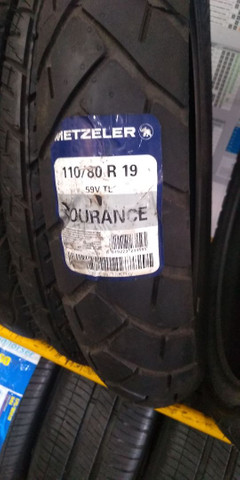 METZELER
110/80 R 19
59V TL
TOURANCE